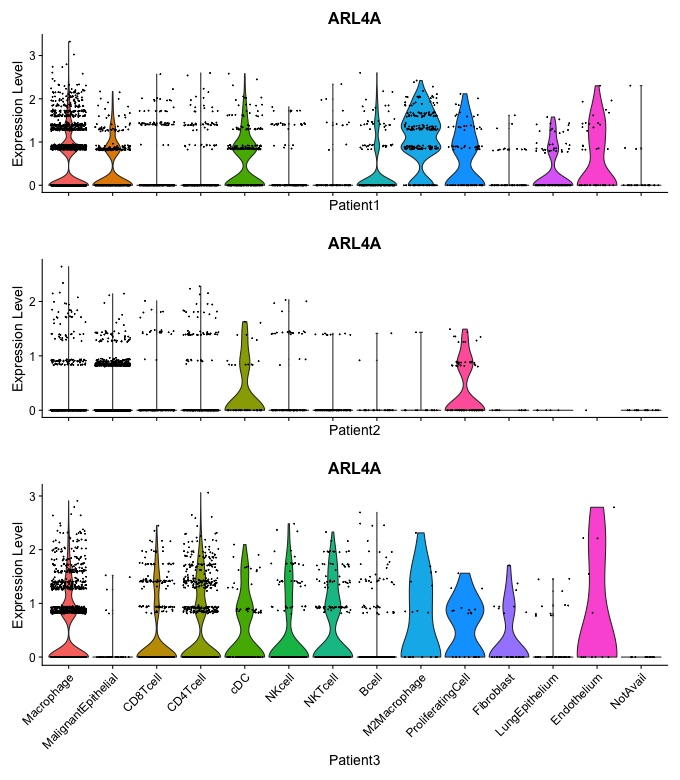 ARL4A
Expression Level
3
2
1
0
Patient1
ARL4A
Expression Level
2
1
0
Patient2
ARL4A
Expression Level
3
2
1
0
Macrophage
MalignantEpithelial
CD8Tcell
CD4Tcell
cDC
NKcell
NKTcell
Bcell
M2Macrophage
ProliferatingCell
Fibroblast
LungEpithelium
Endothelium
NotAvail
Patient3